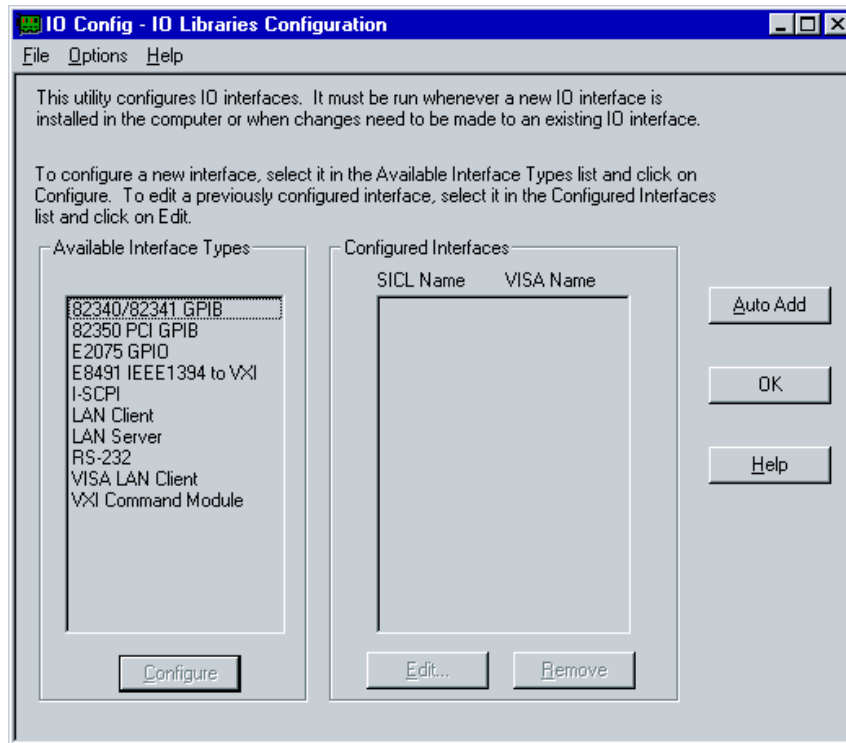 IO Config - IO Libraries Configuration
File Options Help
This utility configures IO interfaces. It must be run whenever a new IO interface is
installed in the computer or when changes need to be made to an existing IO interface.
To configure a new interface, select it in the Available Interface Types list and click on
Configure. To edit a previously configured interface, select it in the Configured Interfaces
list and click on Edit.
Available Interface Types
82340/82341 GPIB
82350 PCI GPIB
E2075 GPIO
E8491 IEEE1394 to VXI
I-SCPI
LAN Client
LAN Server
RS-232
VISA LAN Client
VXI Command Module
Configure
Configured Interfaces
SICL Name VISA Name
Edit...
Remove
Auto Add
OK
Help